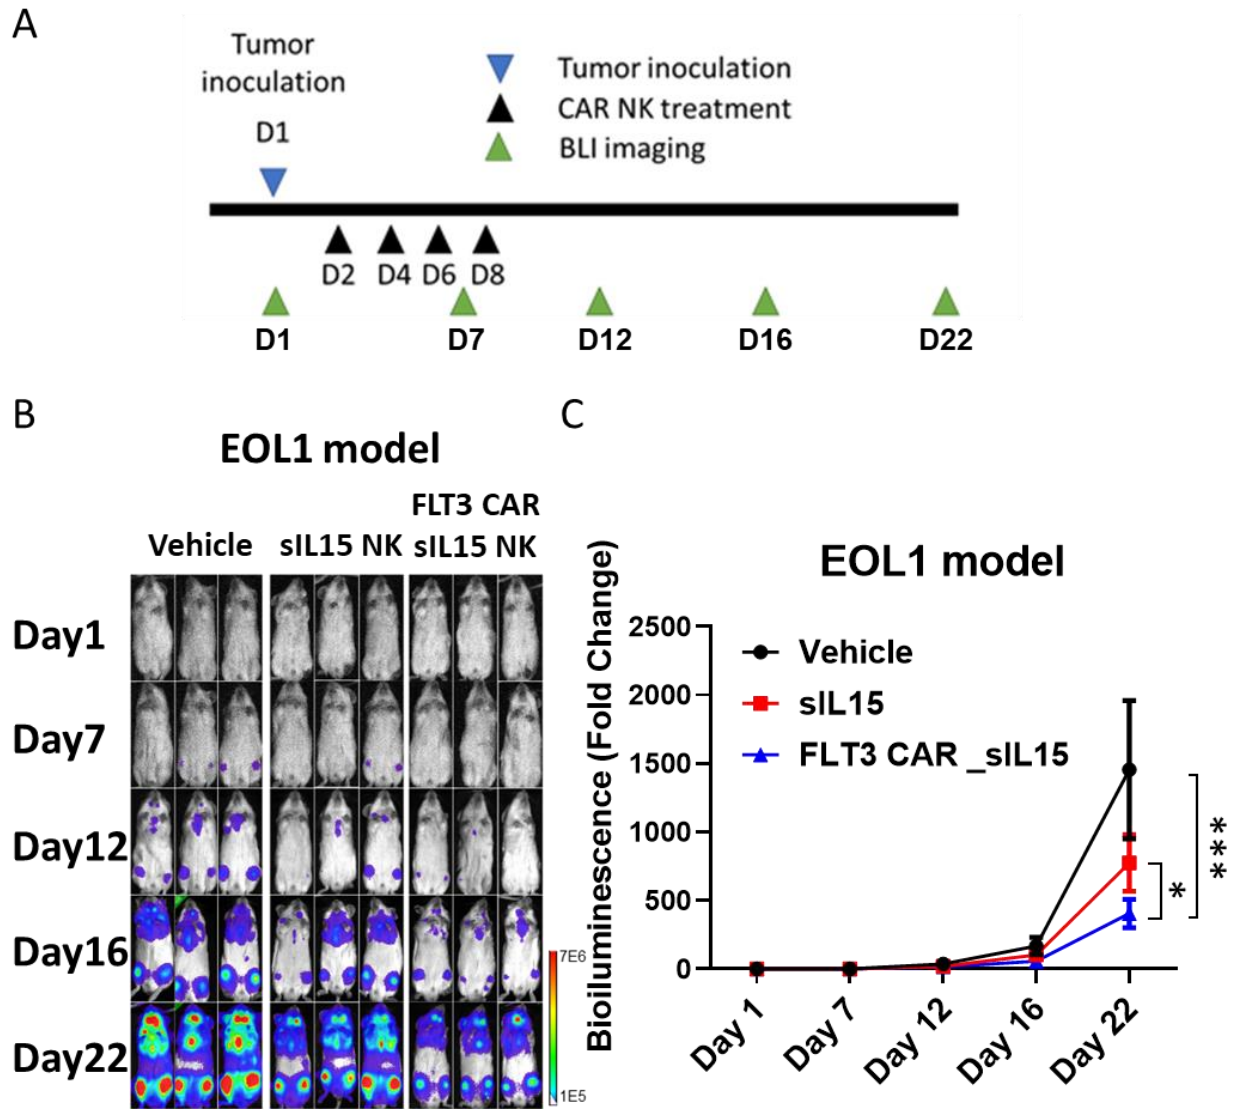 A
Tumor
inoculation
D1
Tumor inoculation
CAR NK treatment
BLI imaging
D2 D4 D6 D8
D1 D7 D12 D16 D22
B
EOL1 model
Vehicle sIL15 NK FLT3 CAR
sIL15 NK
Day1
Day7
Day12
Day16
Day22
7E6
1E5
C
EOL1 model
Bioiluminescence (Fold Change)
2500
2000
1500
1000
500
0
Vehicle
sIL15
FLT3 CAR _sIL15
*
***
Day 1
Day 7
Day 12
Day 16
Day 22